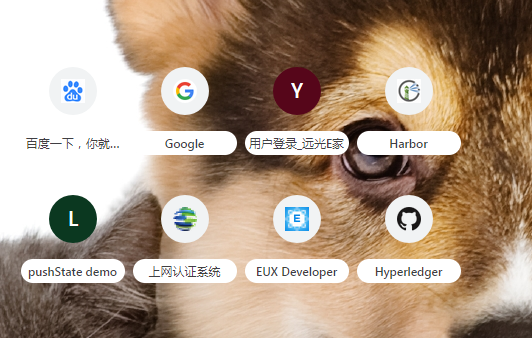 du
百度一下，你就...
Google
Y
用户登录_远光E家
Harbor
L
pushState demo
上网认证系统
E
EUX Developer
Hyperledger